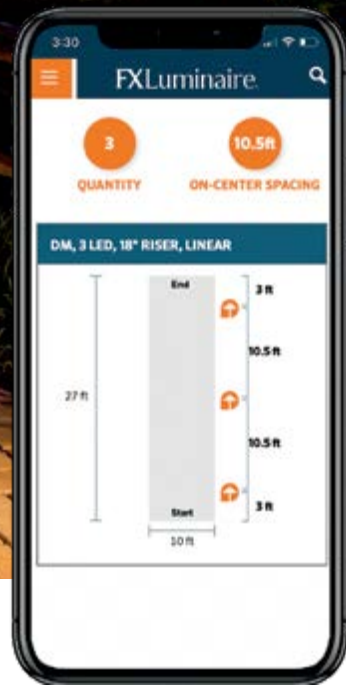 3:30
FXLuminaire.
3
10.5ft
QUANTITY
ON-CENTER SPACING
DM, 3 LED, 18" RISER, LINEAR
End
3 ft
10.5 ft
27 ft
10.5 ft
Start
3 ft
10 ft